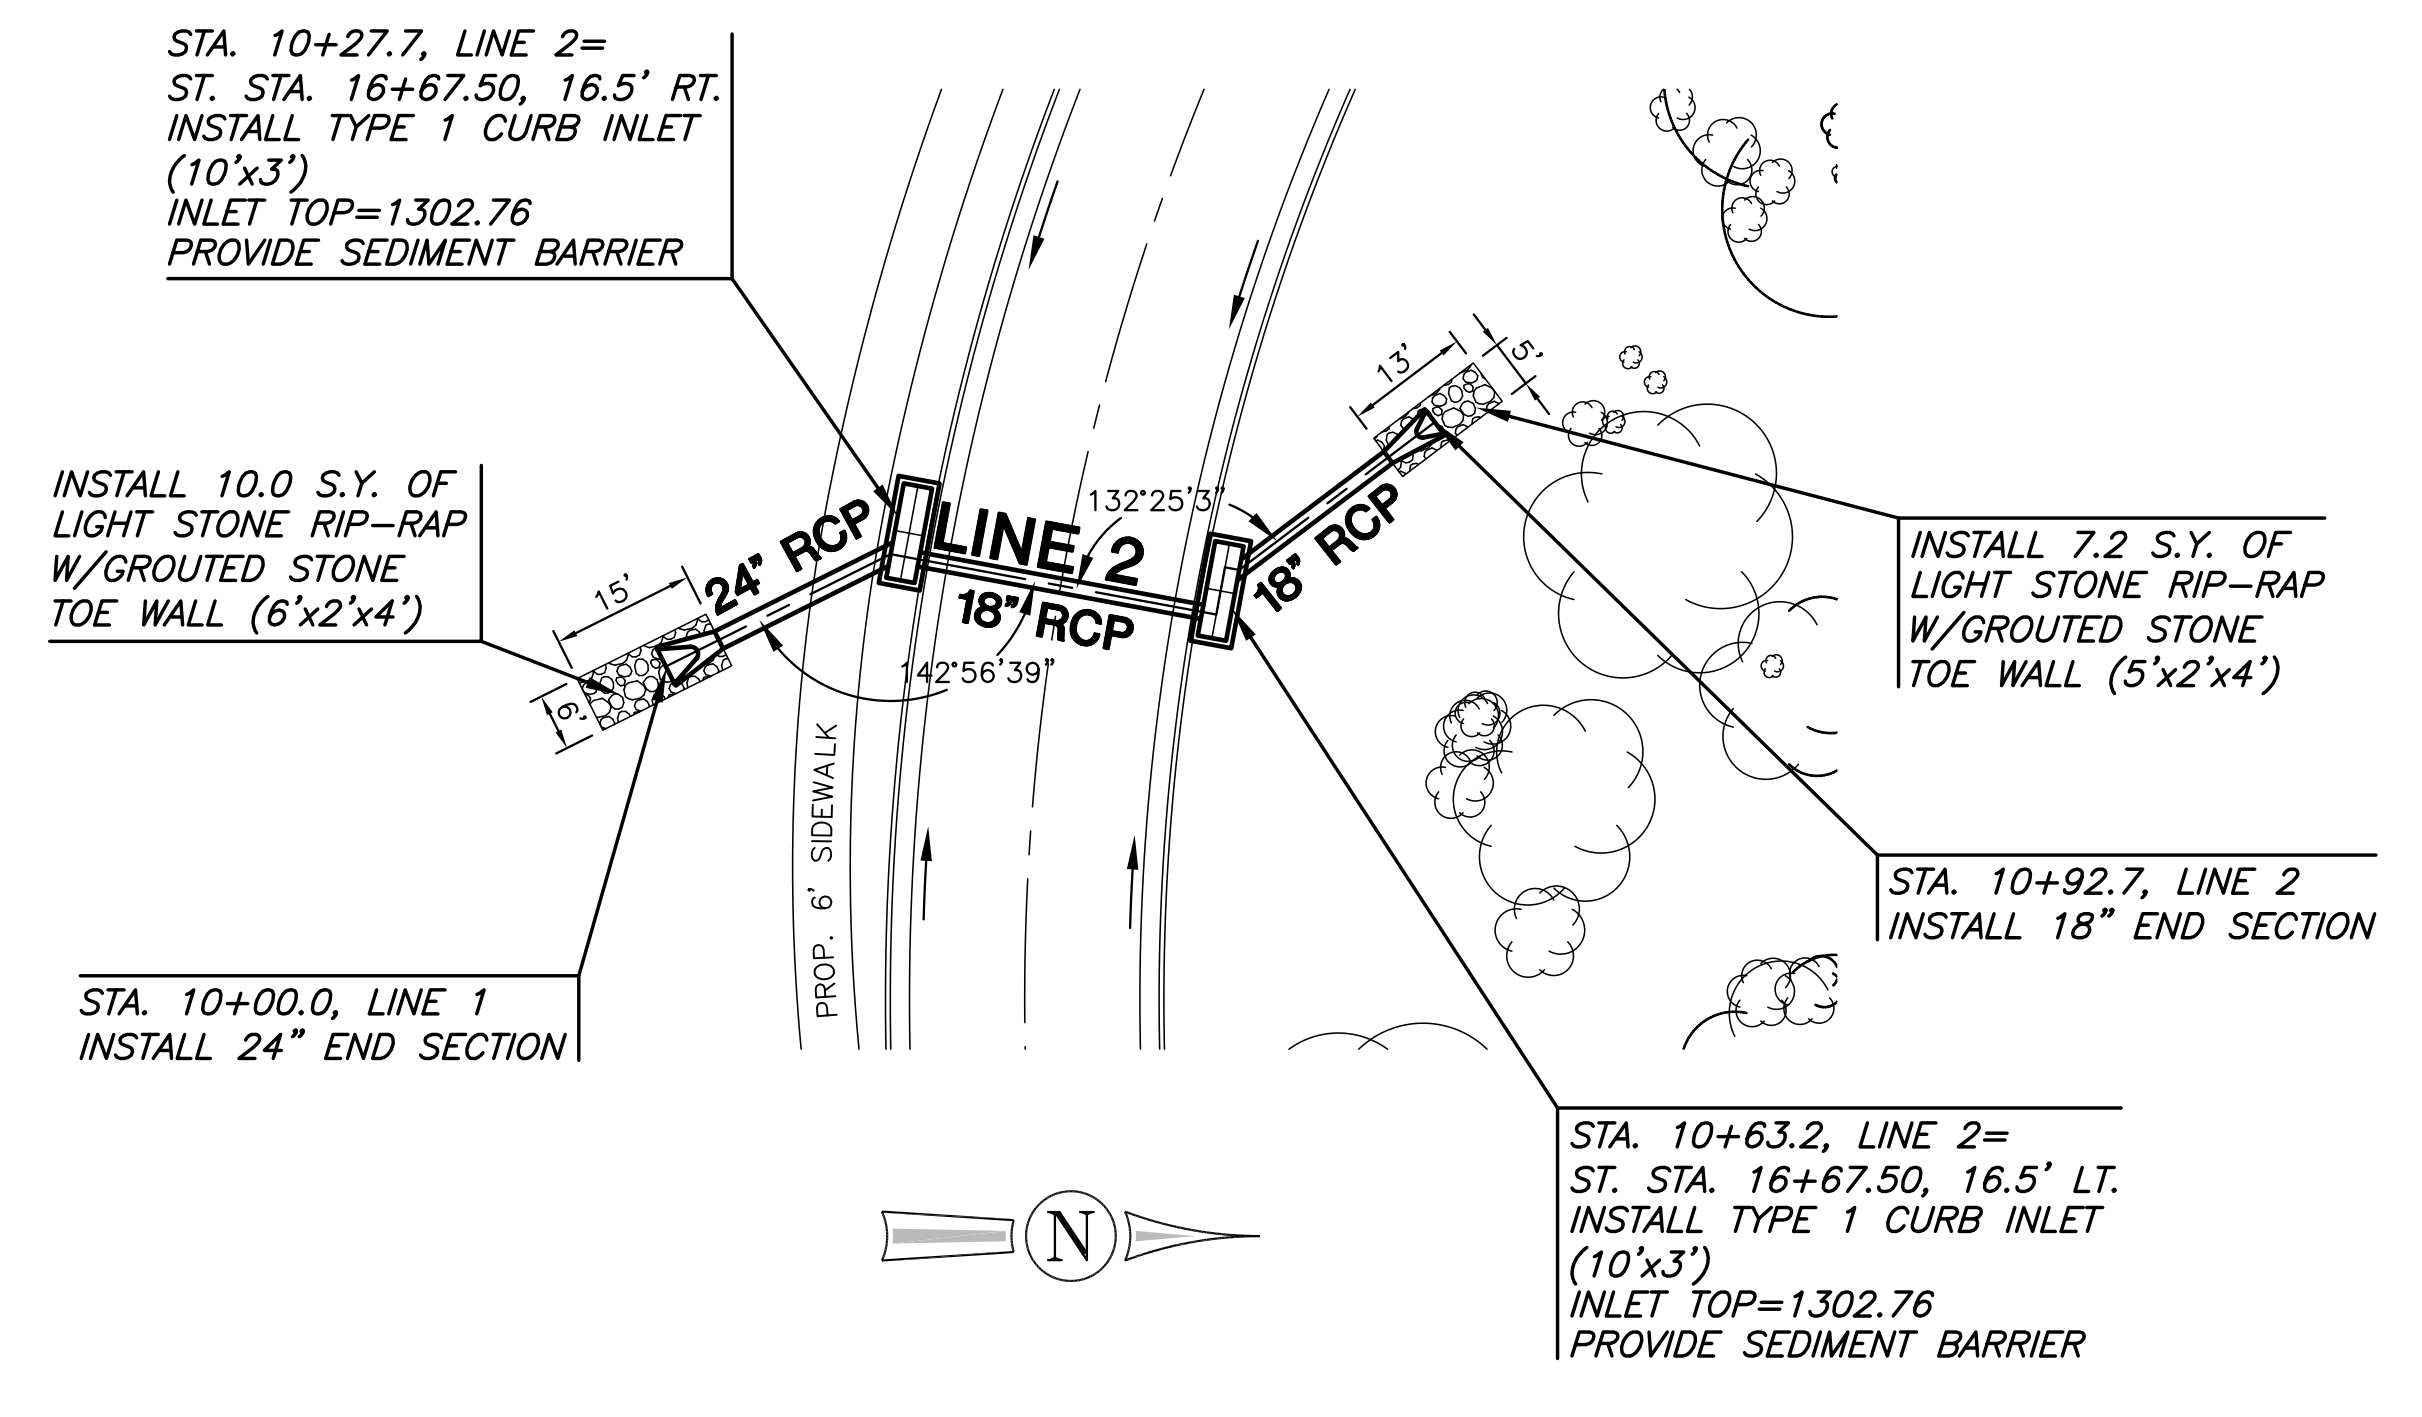 STA. 10+27.7, LINE 2=
ST. STA. 16+67.50, 16.5' RT.
INSTALL TYPE 1 CURB INLET
(10'x3')
INLET TOP=1302.76
PROVIDE SEDIMENT BARRIER
INSTALL 10.0 S.Y. OF
LIGHT STONE RIP-RAP
W/GROUTED STONE
TOE WALL (6'x2'x4')
15'
6'
24" RCP
LINE 2
18" RCP
132°25'3"
142°56'39"
18" RCP
13'
5'
INSTALL 7.2 S.Y. OF
LIGHT STONE RIP-RAP
W/GROUTED STONE
TOE WALL (5'x2'x4')
PROP. 6' SIDEWALK
STA. 10+92.7, LINE 2
INSTALL 18" END SECTION
STA. 10+00.0, LINE 1
INSTALL 24" END SECTION
STA. 10+63.2, LINE 2=
ST. STA. 16+67.50, 16.5' LT.
INSTALL TYPE 1 CURB INLET
(10'x3')
INLET TOP=1302.76
PROVIDE SEDIMENT BARRIER
N